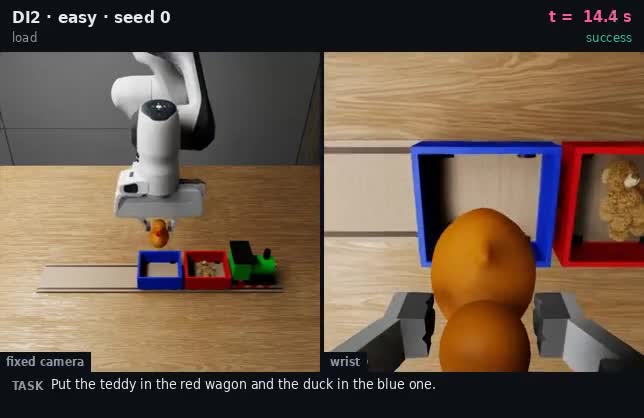 DI2 · easy · seed 0
t = 14.4 s
load
success
fixed camera
wrist
TASK Put the teddy in the red wagon and the duck in the blue one.